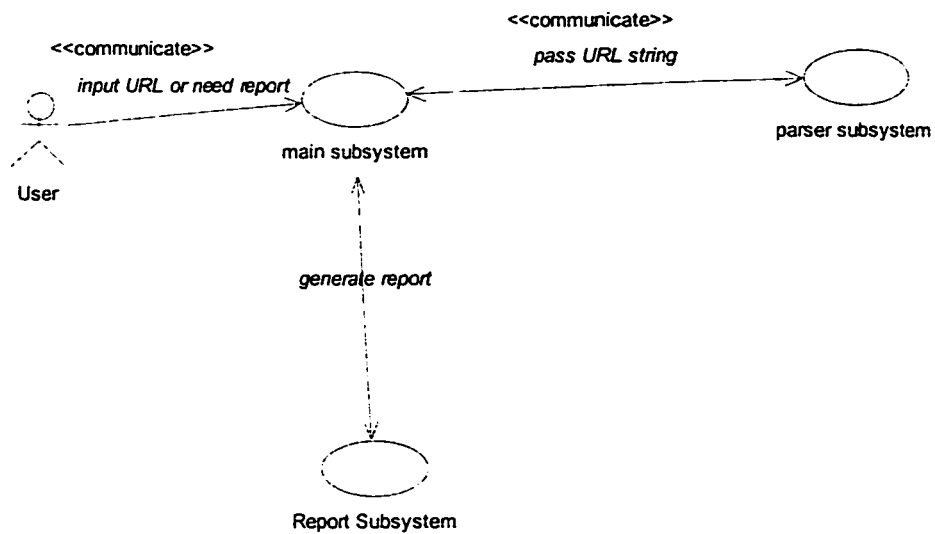 <<communicate>>
<<communicate>>
pass URL string
input URL or need report
parser subsystem
main subsystem
User
generate report
Report Subsystem